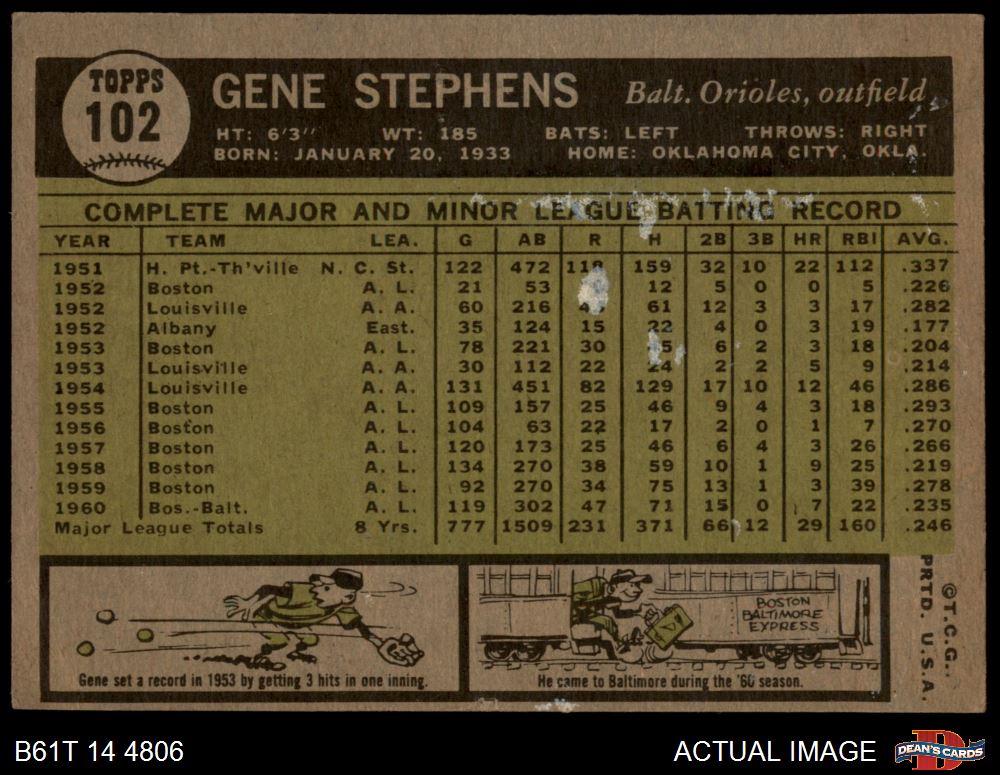 TOPPS
102
GENE STEPHENS Balt. Orioles, outfield
HT: 6'3" WT: 185 BATS: LEFT THROWS: RIGHT
BORN: JANUARY 20, 1933 HOME: OKLAHOMA CITY, OKLA.
COMPLETE MAJOR AND MINOR LEAGUE BATTING RECORD
YEAR TEAM LEA. G AB R H 2B 3B HR RBI AVG.
1951 H. Pt.-Th'ville N. C. St. 122 472 118 159 32 10 22 112 .337
1952 Boston A. L. 21 53 12 5 0 0 5 .226
1952 Louisville A. A. 60 216 61 12 3 3 17 .282
1952 Albany East. 35 124 15 22 4 0 3 19 .177
1953 Boston A. L. 78 221 30 45 6 2 3 18 .204
1953 Louisville A. A. 30 112 22 24 2 2 5 9 .214
1954 Louisville A. A. 131 451 82 129 17 10 12 46 .286
1955 Boston A. L. 109 157 25 46 9 4 3 18 .293
1956 Boston A. L. 104 63 22 17 2 0 1 7 .270
1957 Boston A. L. 120 173 25 46 6 4 3 26 .266
1958 Boston A. L. 134 270 38 59 10 1 9 25 .219
1959 Boston A. L. 92 270 34 75 13 1 3 39 .278
1960 Bos.-Balt. A. L. 119 302 47 71 15 0 7 22 .235
Major League Totals 8 Yrs. 777 1509 231 371 66 12 29 160 .246
Gene set a record in 1953 by getting 3 hits in one inning.
BOSTON
BALTIMORE
EXPRESS
He came to Baltimore during the '60 season.
©T.C.G.
PRTD. U.S.A.
B61T 14 4806
ACTUAL IMAGE
D
DEAN'S CARDS